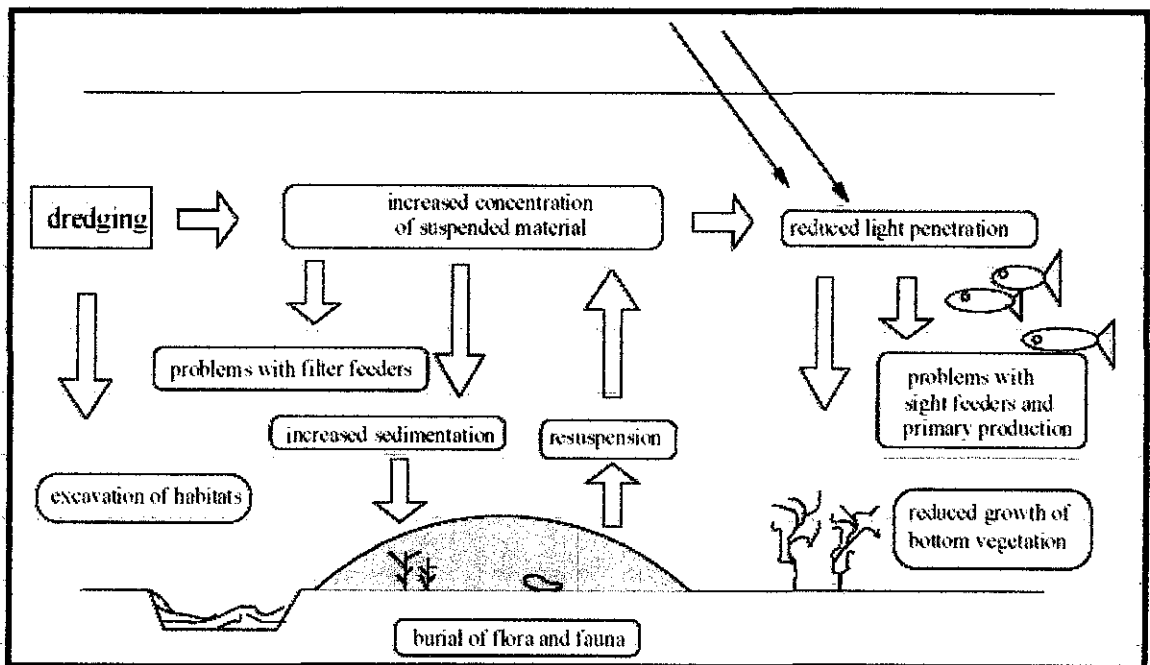 dredging
increased concentration
of suspended material
reduced light penetration
problems with filter feeders
problems with
sight feeders and
primary production
increased sedimentation
resuspension
excavation of habitats
reduced growth of
bottom vegetation
burial of flora and fauna